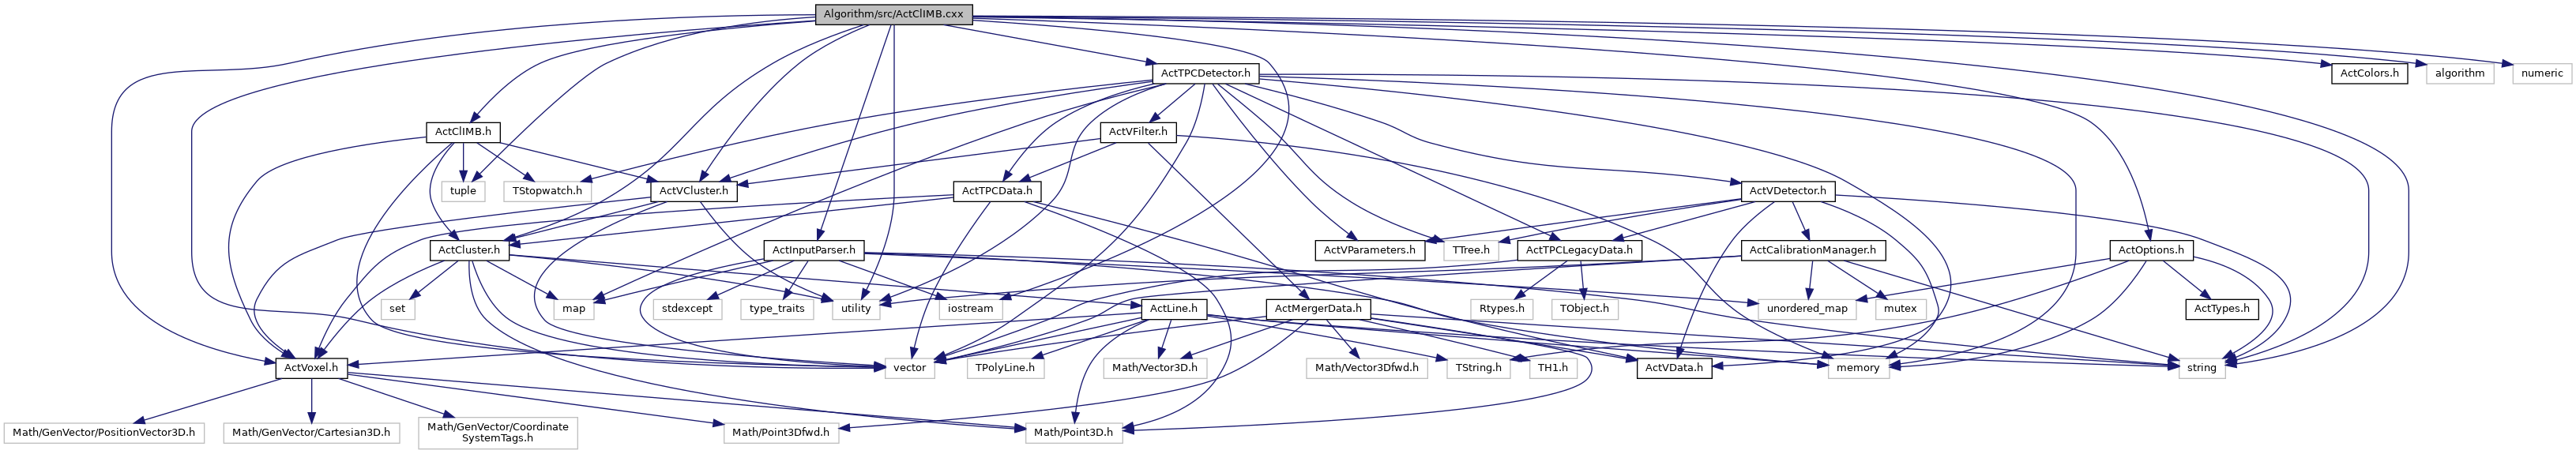 Algorithm/src/ActClIMB.cxx
ActTPCDetector.h
ActColors.h
algorithm
numeric
ActClIMB.h
ActVFilter.h
tuple
TStopwatch.h
ActVCluster.h
ActTPCData.h
ActVDetector.h
ActCluster.h
ActInputParser.h
ActVParameters.h
TTree.h
ActTPCLegacyData.h
ActCalibrationManager.h
ActOptions.h
set
map
stdexcept
type_traits
utility
iostream
ActLine.h
ActMergerData.h
Rtypes.h
TObject.h
unordered_map
mutex
ActTypes.h
ActVoxel.h
vector
TPolyLine.h
Math/Vector3D.h
Math/Vector3Dfwd.h
TString.h
TH1.h
ActVData.h
memory
string
Math/GenVector/PositionVector3D.h
Math/GenVector/Cartesian3D.h
Math/GenVector/Coordinate
SystemTags.h
Math/Point3Dfwd.h
Math/Point3D.h